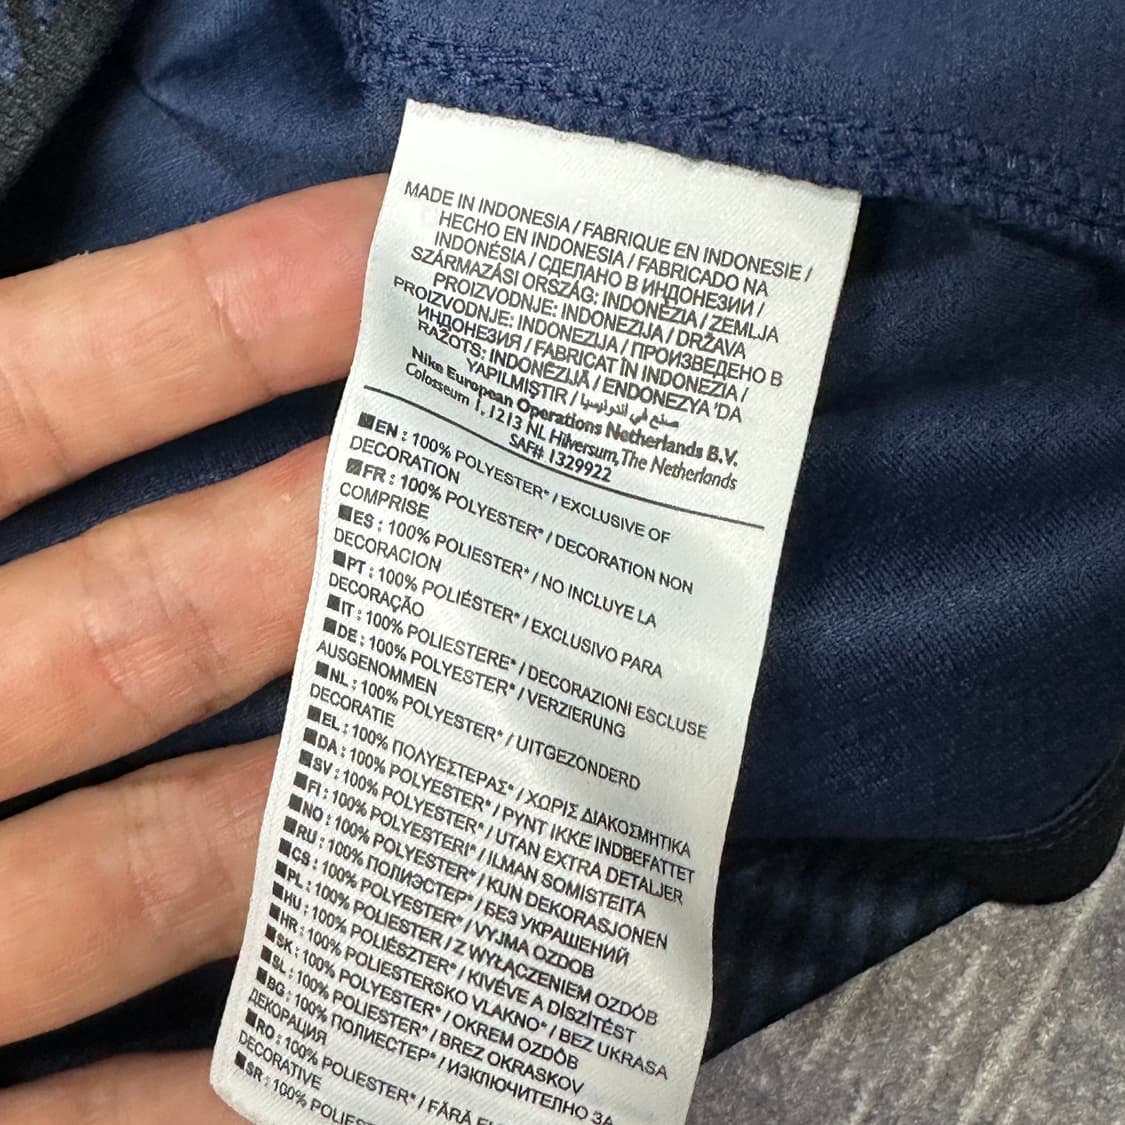 MADE IN INDONESIA / FABRIQUE EN INDONESIE /
HECHO EN INDONESIA / FABRICADO NA
INDONÉSIA / СДЕЛАНО В ИНДОНЕЗИИ /
SZÁRMAZÁSI ORSZÁG: INDONÉZIA / ZEMLJA
PROIZVODNJE: INDONEZIJA / DRŽAVA
PROIZVODNJE: INDONEZIJA / ПРОИЗВЕДЕНО В
ИНДОНЕЗИЯ / FABRICAT ÎN INDONEZIA /
RAŽOTS: INDONĒZIJĀ / ENDONEZYA 'DA
YAPILMIŞTIR / صنع في اندونيسيا
Nike European Operations Netherlands B.V.
Colosseum 1, 1213 NL Hilversum, The Netherlands
SAF# 1329922
EN : 100% POLYESTER* / EXCLUSIVE OF
DECORATION
FR : 100% POLYESTER* / DECORATION NON
COMPRISE
ES : 100% POLIESTER* / NO INCLUYE LA
DECORACION
PT : 100% POLIÉSTER* / EXCLUSIVO PARA
DECORAÇÃO
IT : 100% POLIESTERE* / DECORAZIONI ESCLUSE
DE : 100% POLYESTER* / VERZIERUNG
AUSGENOMMEN
NL : 100% POLYESTER* / UITGEZONDERD
DECORATIE
EL : 100% ΠΟΛΥΕΣΤΕΡΑΣ* / ΧΩΡΙΣ ΔΙΑΚΟΣΜΗΤΙΚΑ
DA : 100% POLYESTER* / PYNT IKKE INDBEFATTET
SV : 100% POLYESTER* / UTAN EXTRA DETALJER
FI : 100% POLYESTERI* / ILMAN SOMISTEITA
NO : 100% POLYESTER* / KUN DEKORASJONEN
RU : 100% ПОЛИЭСТЕР* / БЕЗ УКРАШЕНИЙ
CS : 100% POLYESTER* / VYJMA OZDOB
PL : 100% POLIESTER / Z WYŁĄCZENIEM OZDÓB
HU : 100% POLIÉSZTER* / KIVÉVE A DÍSZÍTÉST
HR : 100% POLIESTERSKO VLAKNO* / BEZ UKRASA
SK : 100% POLYESTER* / OKREM OZDÔB
SL : 100% POLIESTER* / BREZ OKRASKOV
BG : 100% ПОЛИЕСТЕР* / ИЗКЛЮЧИТЕЛНО ЗА
ДЕКОРАЦИЯ
RO : 100% POLIESTER* / FĂRĂ
DECORATIVE
SR : 100%